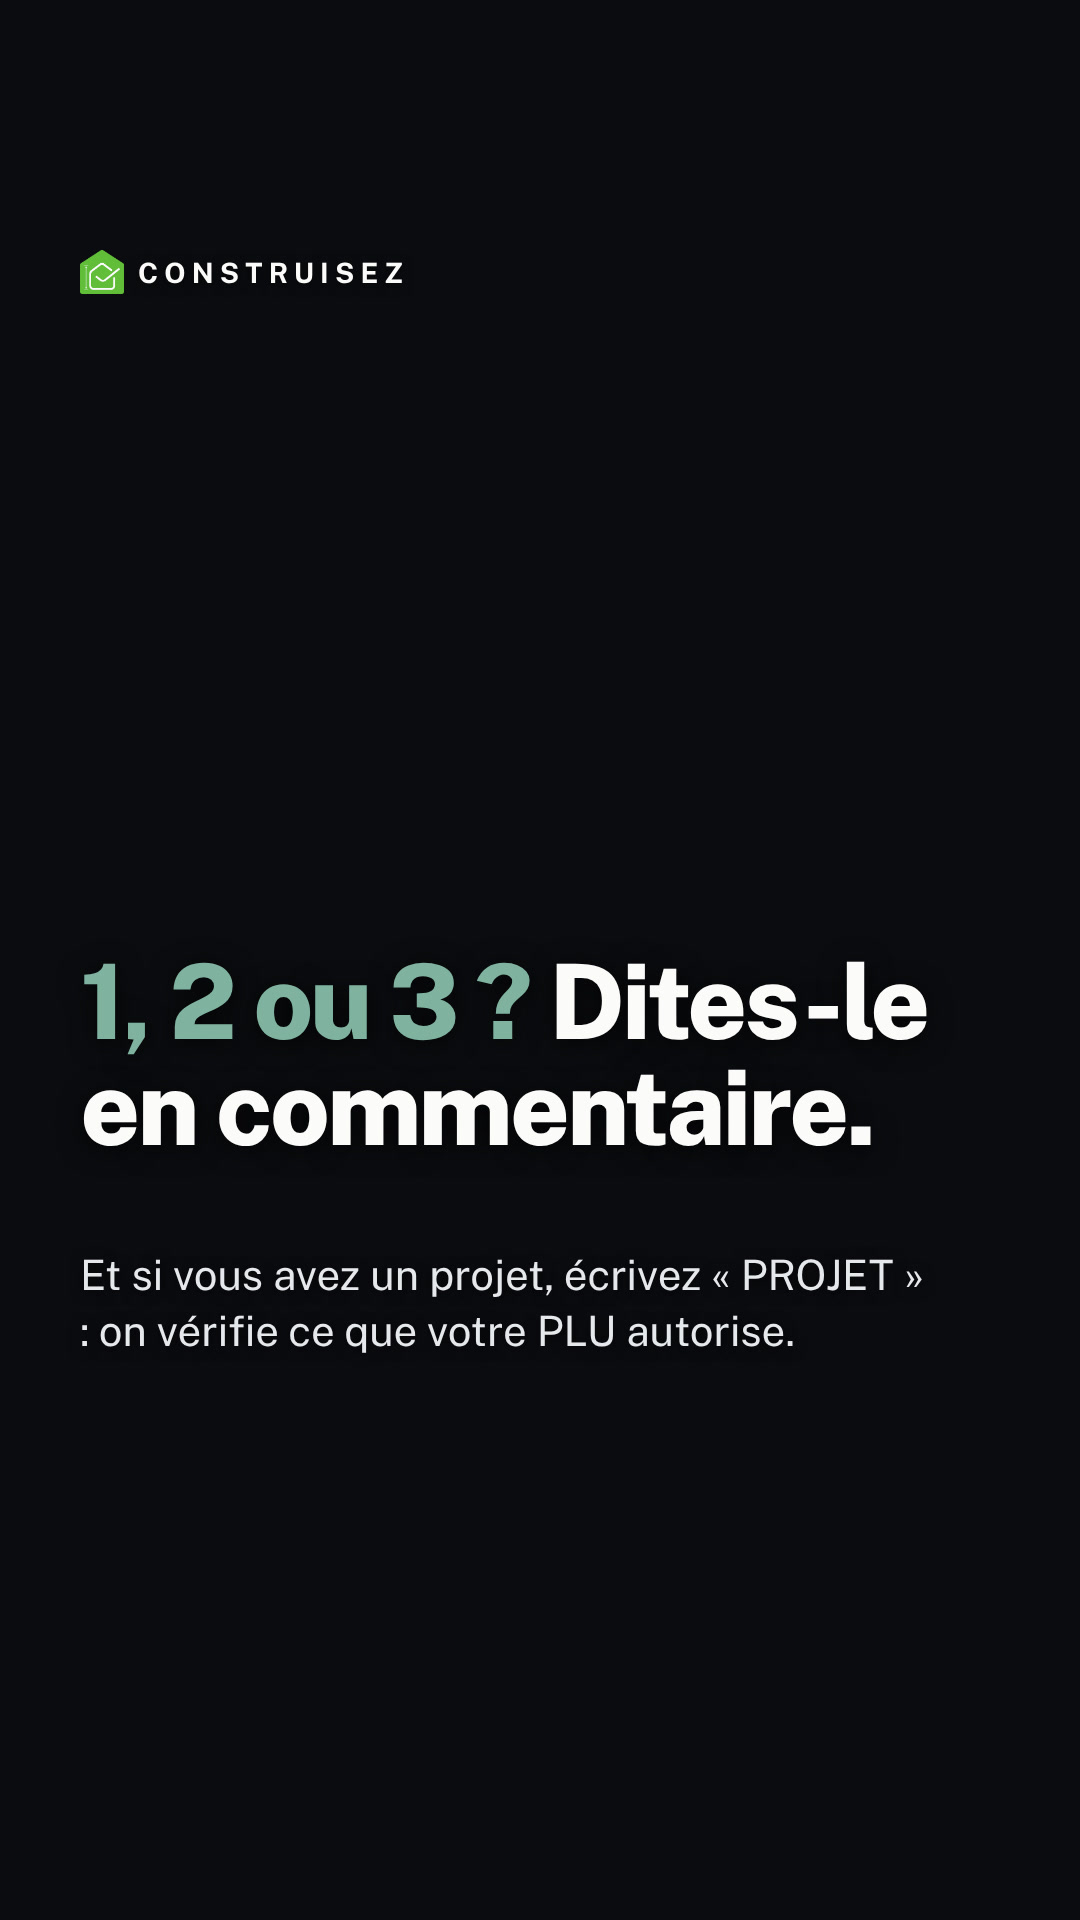 CONSTRUISEZ
1, 2 ou 3 ? Dites-le
en commentaire.
Et si vous avez un projet, écrivez « PROJET »
: on vérifie ce que votre PLU autorise.